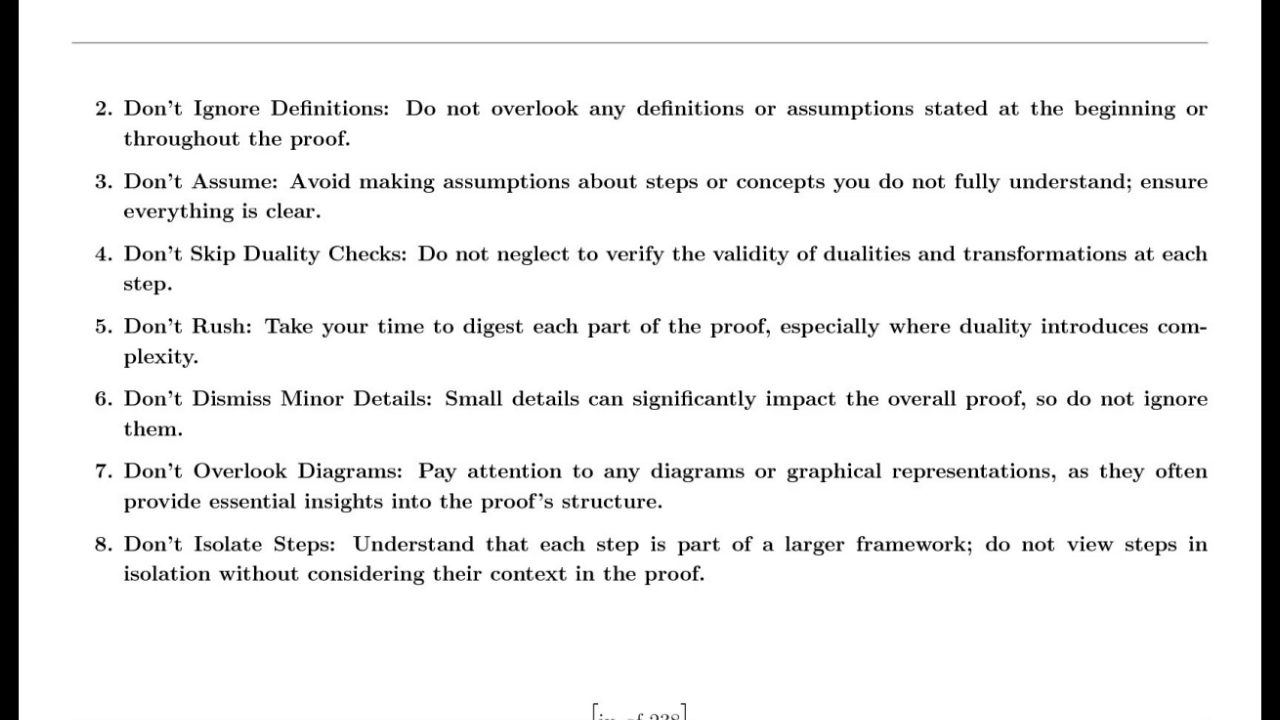 2. Don't Ignore Definitions: Do not overlook any definitions or assumptions stated at the beginning or
throughout the proof.
3. Don't Assume: Avoid making assumptions about steps or concepts you do not fully understand; ensure
everything is clear.
4. Don't Skip Duality Checks: Do not neglect to verify the validity of dualities and transformations at each
step.
5. Don't Rush: Take your time to digest each part of the proof, especially where duality introduces com-
plexity.
6. Don't Dismiss Minor Details: Small details can significantly impact the overall proof, so do not ignore
them.
7. Don't Overlook Diagrams: Pay attention to any diagrams or graphical representations, as they often
provide essential insights into the proof's structure.
8. Don't Isolate Steps: Understand that each step is part of a larger framework; do not view steps in
isolation without considering their context in the proof.